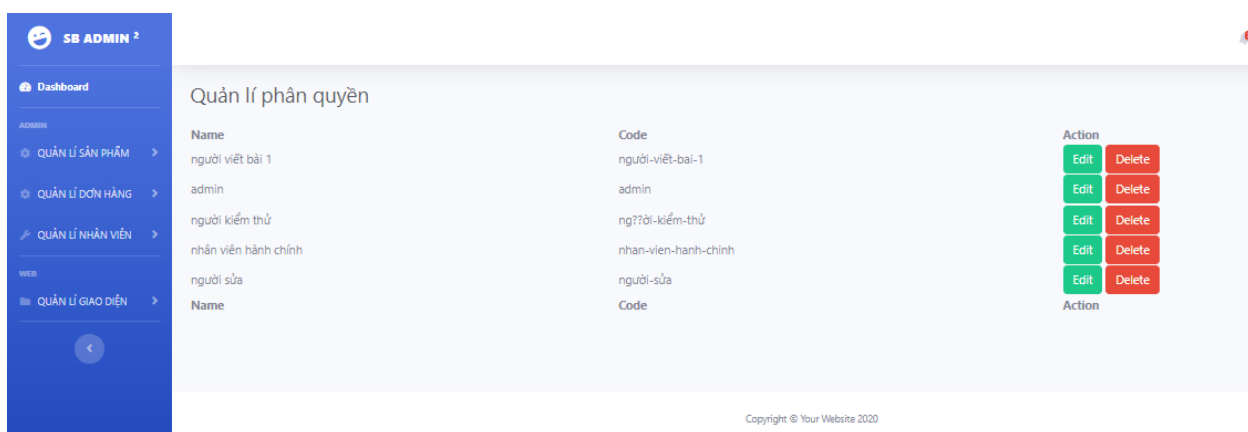 SB ADMIN 2
Dashboard
ADMIN
QUẢN LÍ SẢN PHẨM
QUẢN LÍ ĐƠN HÀNG
QUẢN LÍ NHÂN VIÊN
WEB
QUẢN LÍ GIAO DIỆN
Quản lí phân quyền
Name Code Action
người viết bài 1 người-viết-bai-1 Edit Delete
admin admin Edit Delete
người kiểm thử ng??ời-kiểm-thử Edit Delete
nhân viên hành chính nhan-vien-hanh-chinh Edit Delete
người sửa người-sửa Edit Delete
Name Code Action
Copyright © Your Website 2020